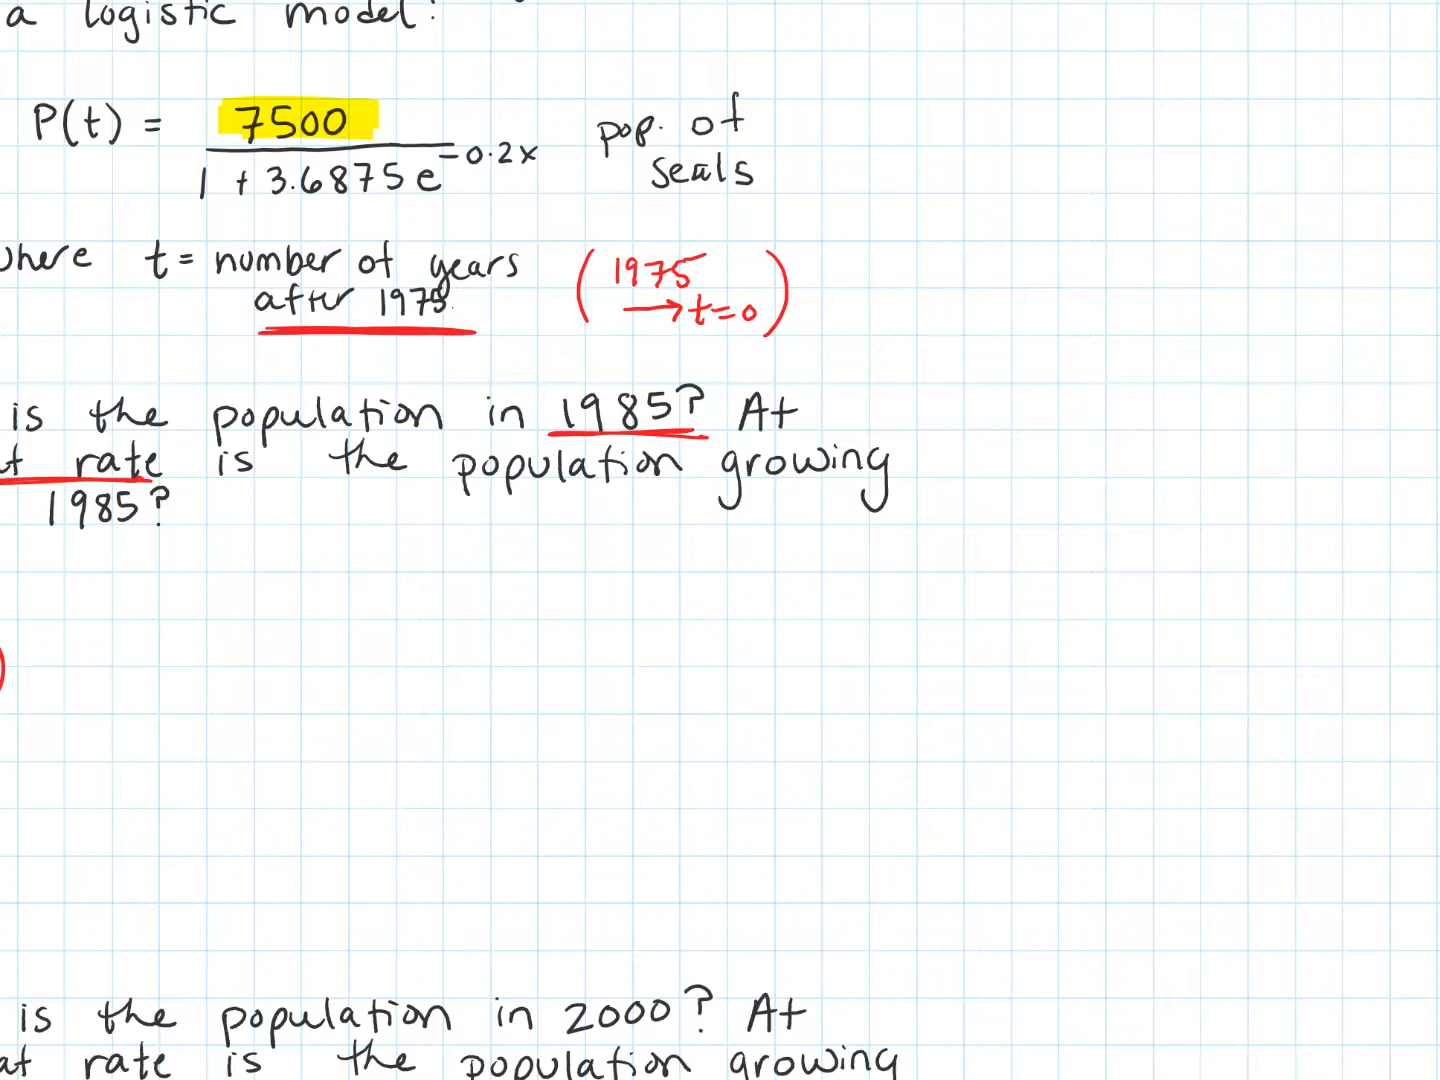 a logistic model:
P(t) = 7500 / 1 + 3.6875 e^-0.2x
pop. of
seals
where t = number of years
after 1975.
(1975
→ t=0)
is the population in 1985? At
rate is the population growing
1985?
is the population in 2000? At
at rate is the population growing